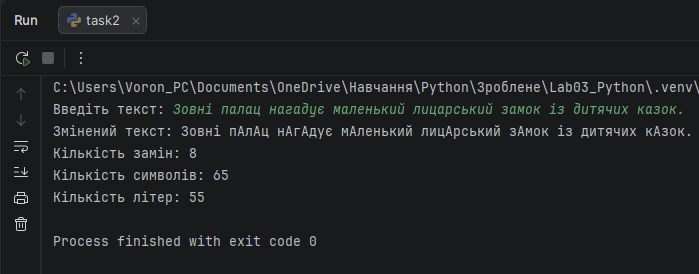 Run task2
C:\Users\Voron_PC\Documents\OneDrive\Навчання\Python\Зроблене\Lab03_Python\.venv\
Введіть текст: Зовні палац нагадує маленький лицарський замок із дитячих казок.
Змінений текст: Зовні пАлАц нАгАдує мАленький лицАрський зАмок із дитячих кАзок.
Кількість замін: 8
Кількість символів: 65
Кількість літер: 55
Process finished with exit code 0